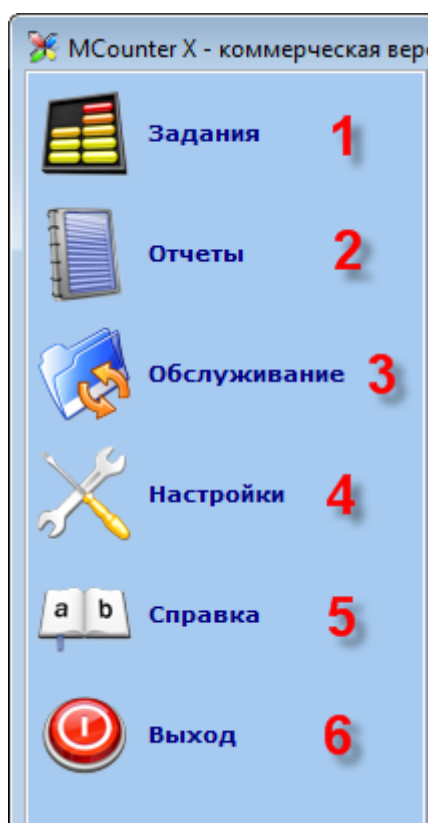 MCounter X - коммерческая вер
Задания 1
Отчеты 2
Обслуживание 3
Настройки 4
a b Справка 5
Выход 6